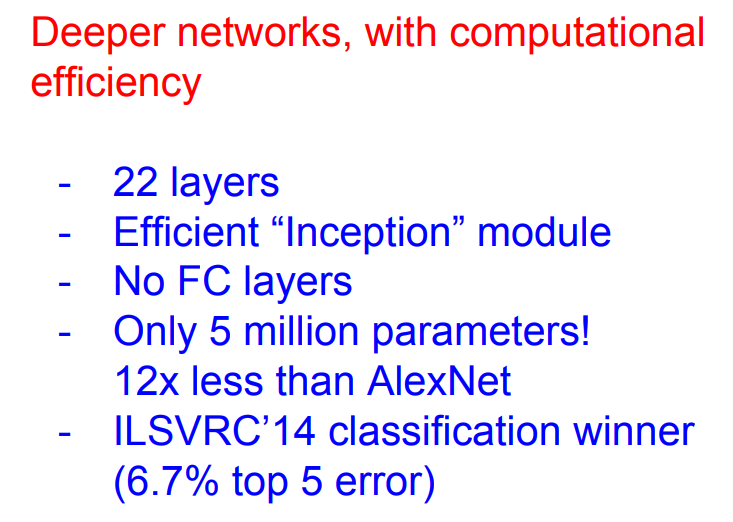 Deeper networks, with computational
efficiency
- 22 layers
- Efficient “Inception” module
- No FC layers
- Only 5 million parameters!
12x less than AlexNet
- ILSVRC’14 classification winner
(6.7% top 5 error)